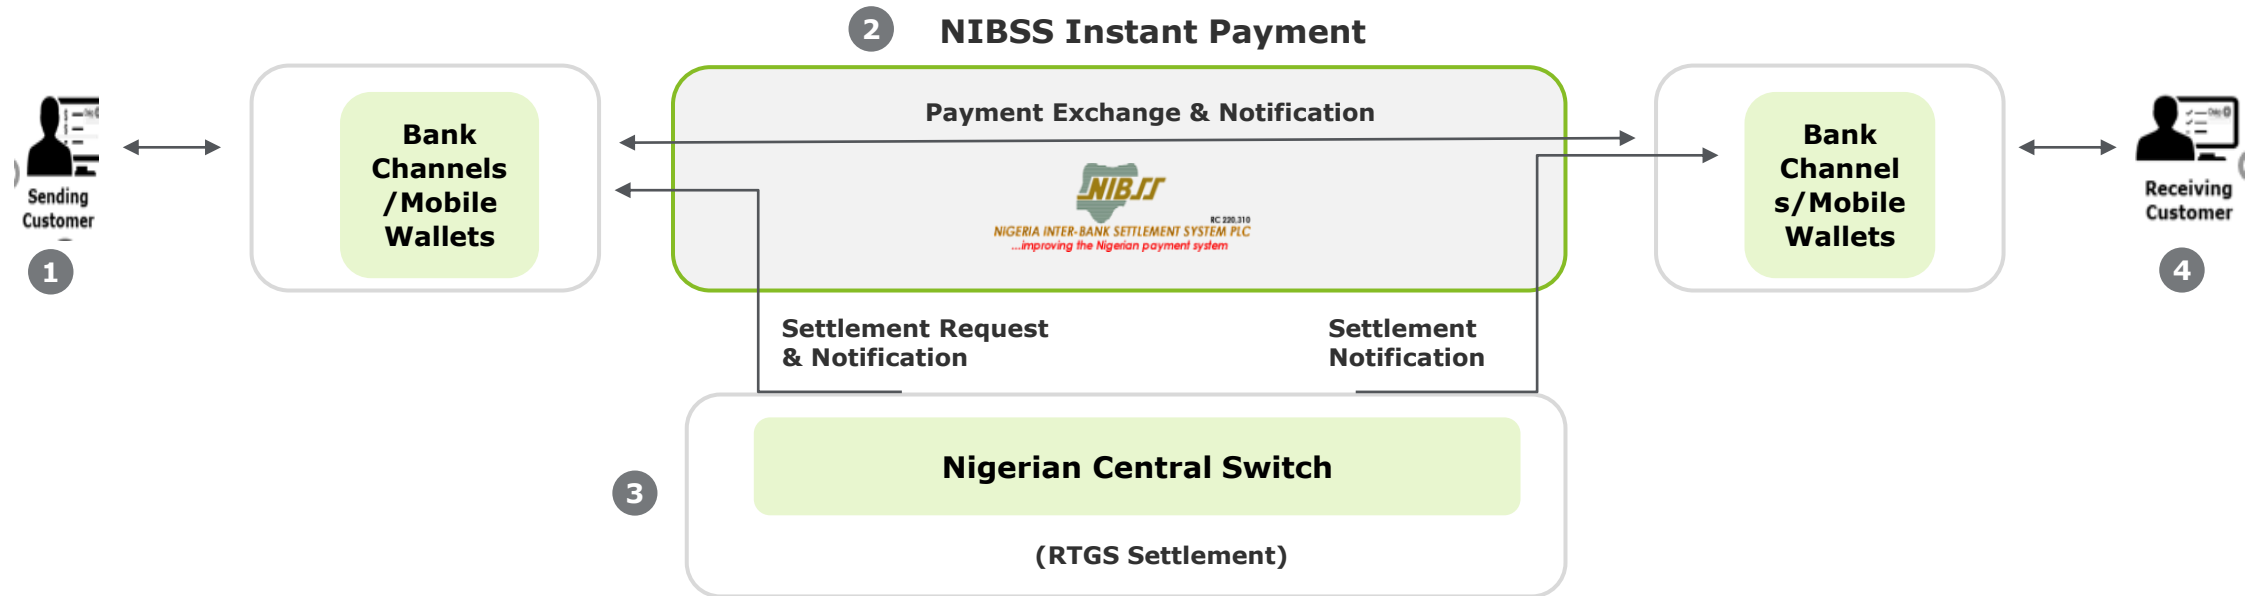 2
NIBSS Instant Payment
Payment Exchange & Notification
Sending
Customer
1
Bank
Channels
/Mobile
Wallets
NIBSS
RC 220,310
NIGERIA INTER-BANK SETTLEMENT SYSTEM PLC
...improving the Nigerian payment system
Bank
Channel
s/Mobile
Wallets
Receiving
Customer
4
Settlement Request
& Notification
Settlement
Notification
3
Nigerian Central Switch
(RTGS Settlement)